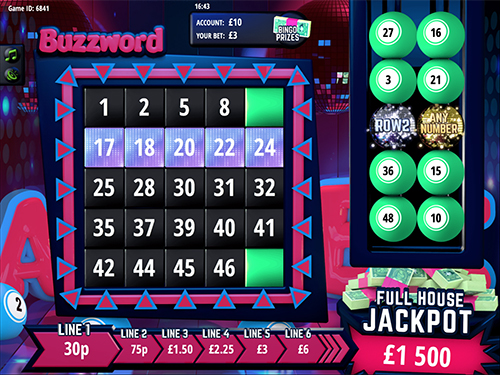 Game ID: 6841
16:43
Buzzword
ACCOUNT: £10
YOUR BET: £3
BINGO PRIZES
1 2 5 8
17 18 20 22 24
25 28 30 31 32
35 37 39 40 41
42 44 45 46
27 16
3 21
ROW2
ANY NUMBER
36 15
48 10
2
LINE 1 LINE 2 LINE 3 LINE 4 LINE 5 LINE 6
30p 75p £1.50 £2.25 £3 £6
FULL HOUSE
JACKPOT
£1 500